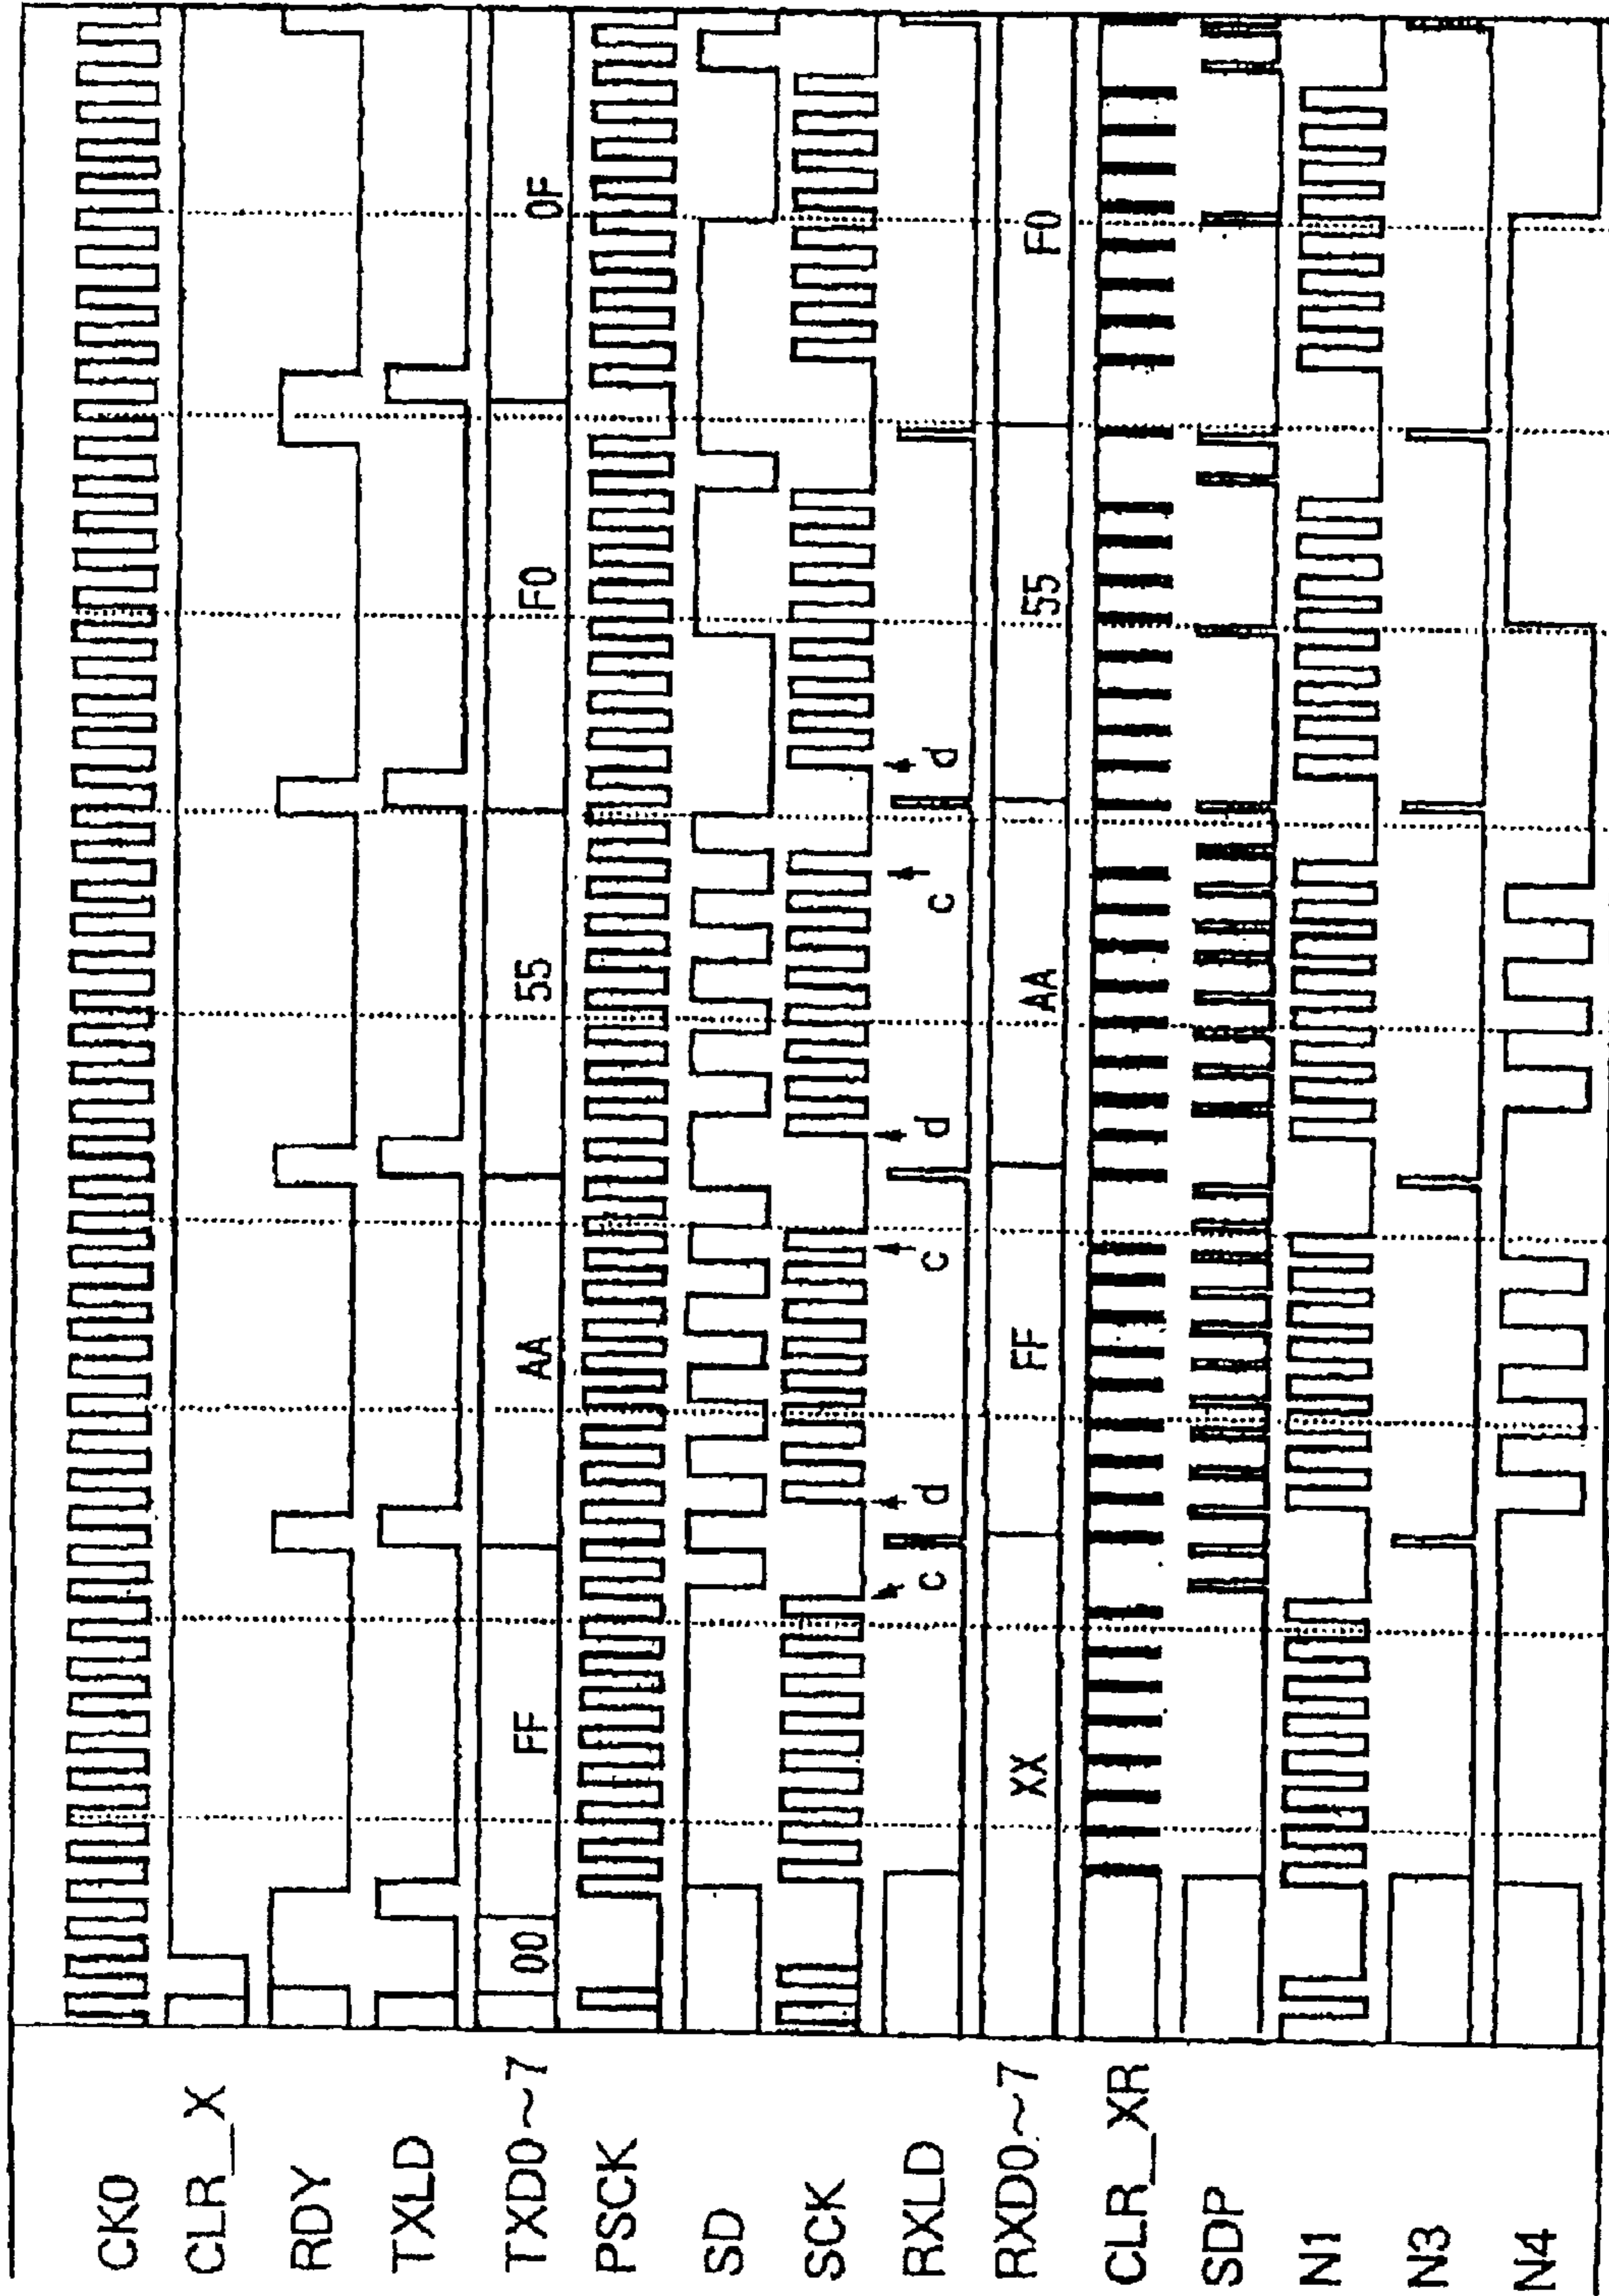 CK0
CLR_X
RDY
TXLD
TXD0~7 00 FF AA 55 F0 0F
PSCK
SD
SCK c d c d c d
RXLD
RXD0~7 XX FF AA 55 F0
CLR_XR
SDP
N1
N3
N4